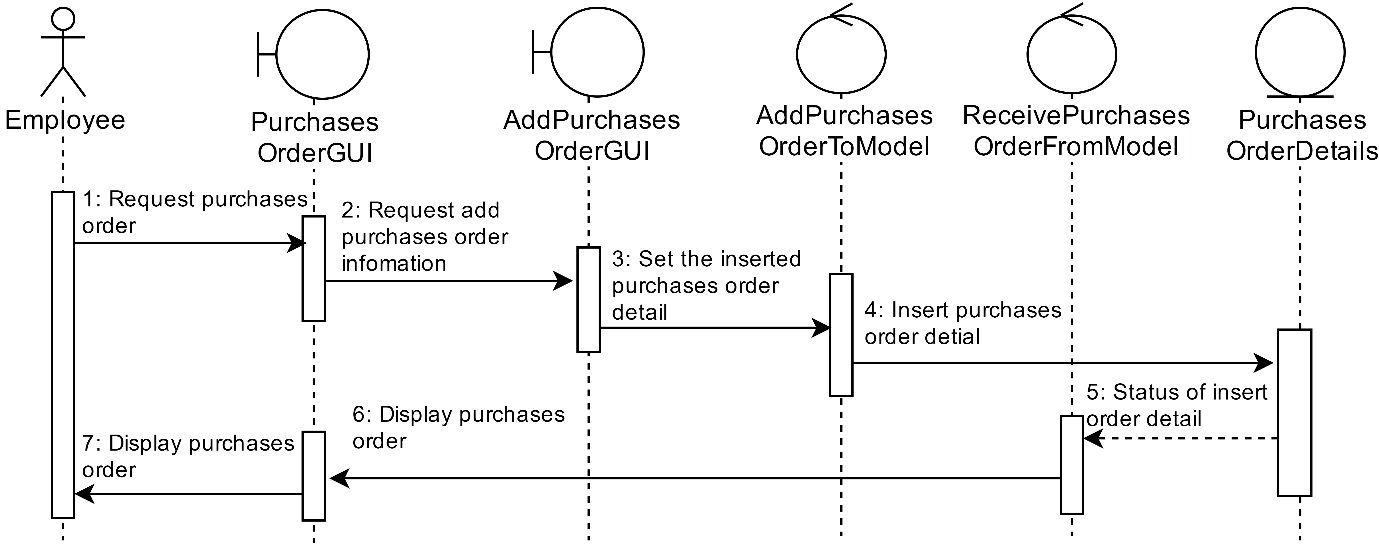 Employee
Purchases
OrderGUI
AddPurchases
OrderGUI
AddPurchases
OrderToModel
ReceivePurchases
OrderFromModel
Purchases
OrderDetails
1: Request purchases
order
2: Request add
purchases order
infomation
3: Set the inserted
purchases order
detail
4: Insert purchases
order detial
5: Status of insert
order detail
6: Display purchases
order
7: Display purchases
order